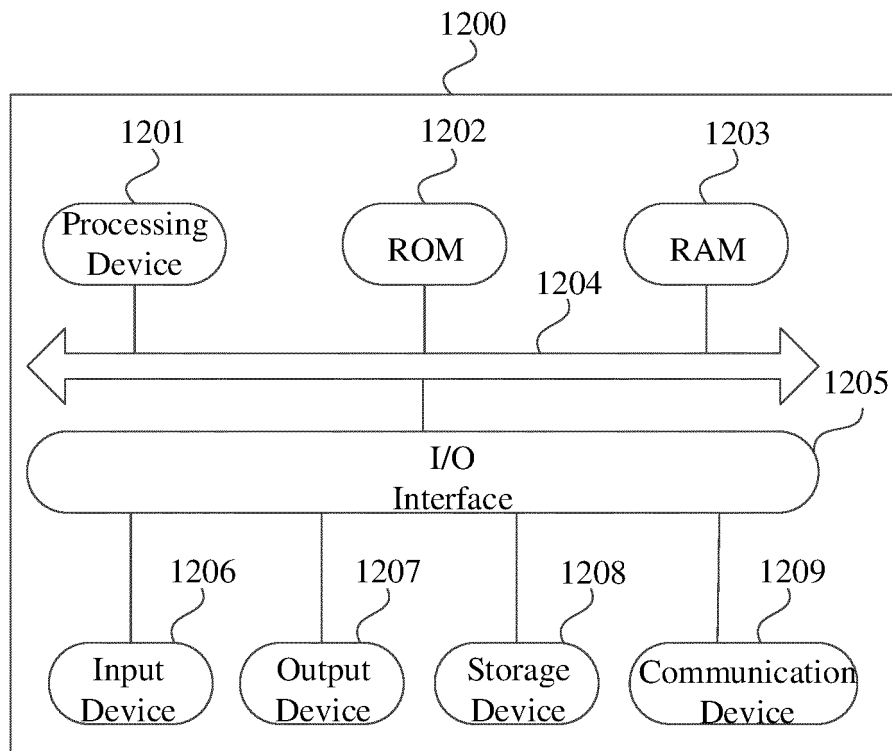 1200
1201
1202
1203
Processing
Device
ROM
RAM
1204
1205
I/O
Interface
1206
1207
1208
1209
Input
Device
Output
Device
Storage
Device
Communication
Device